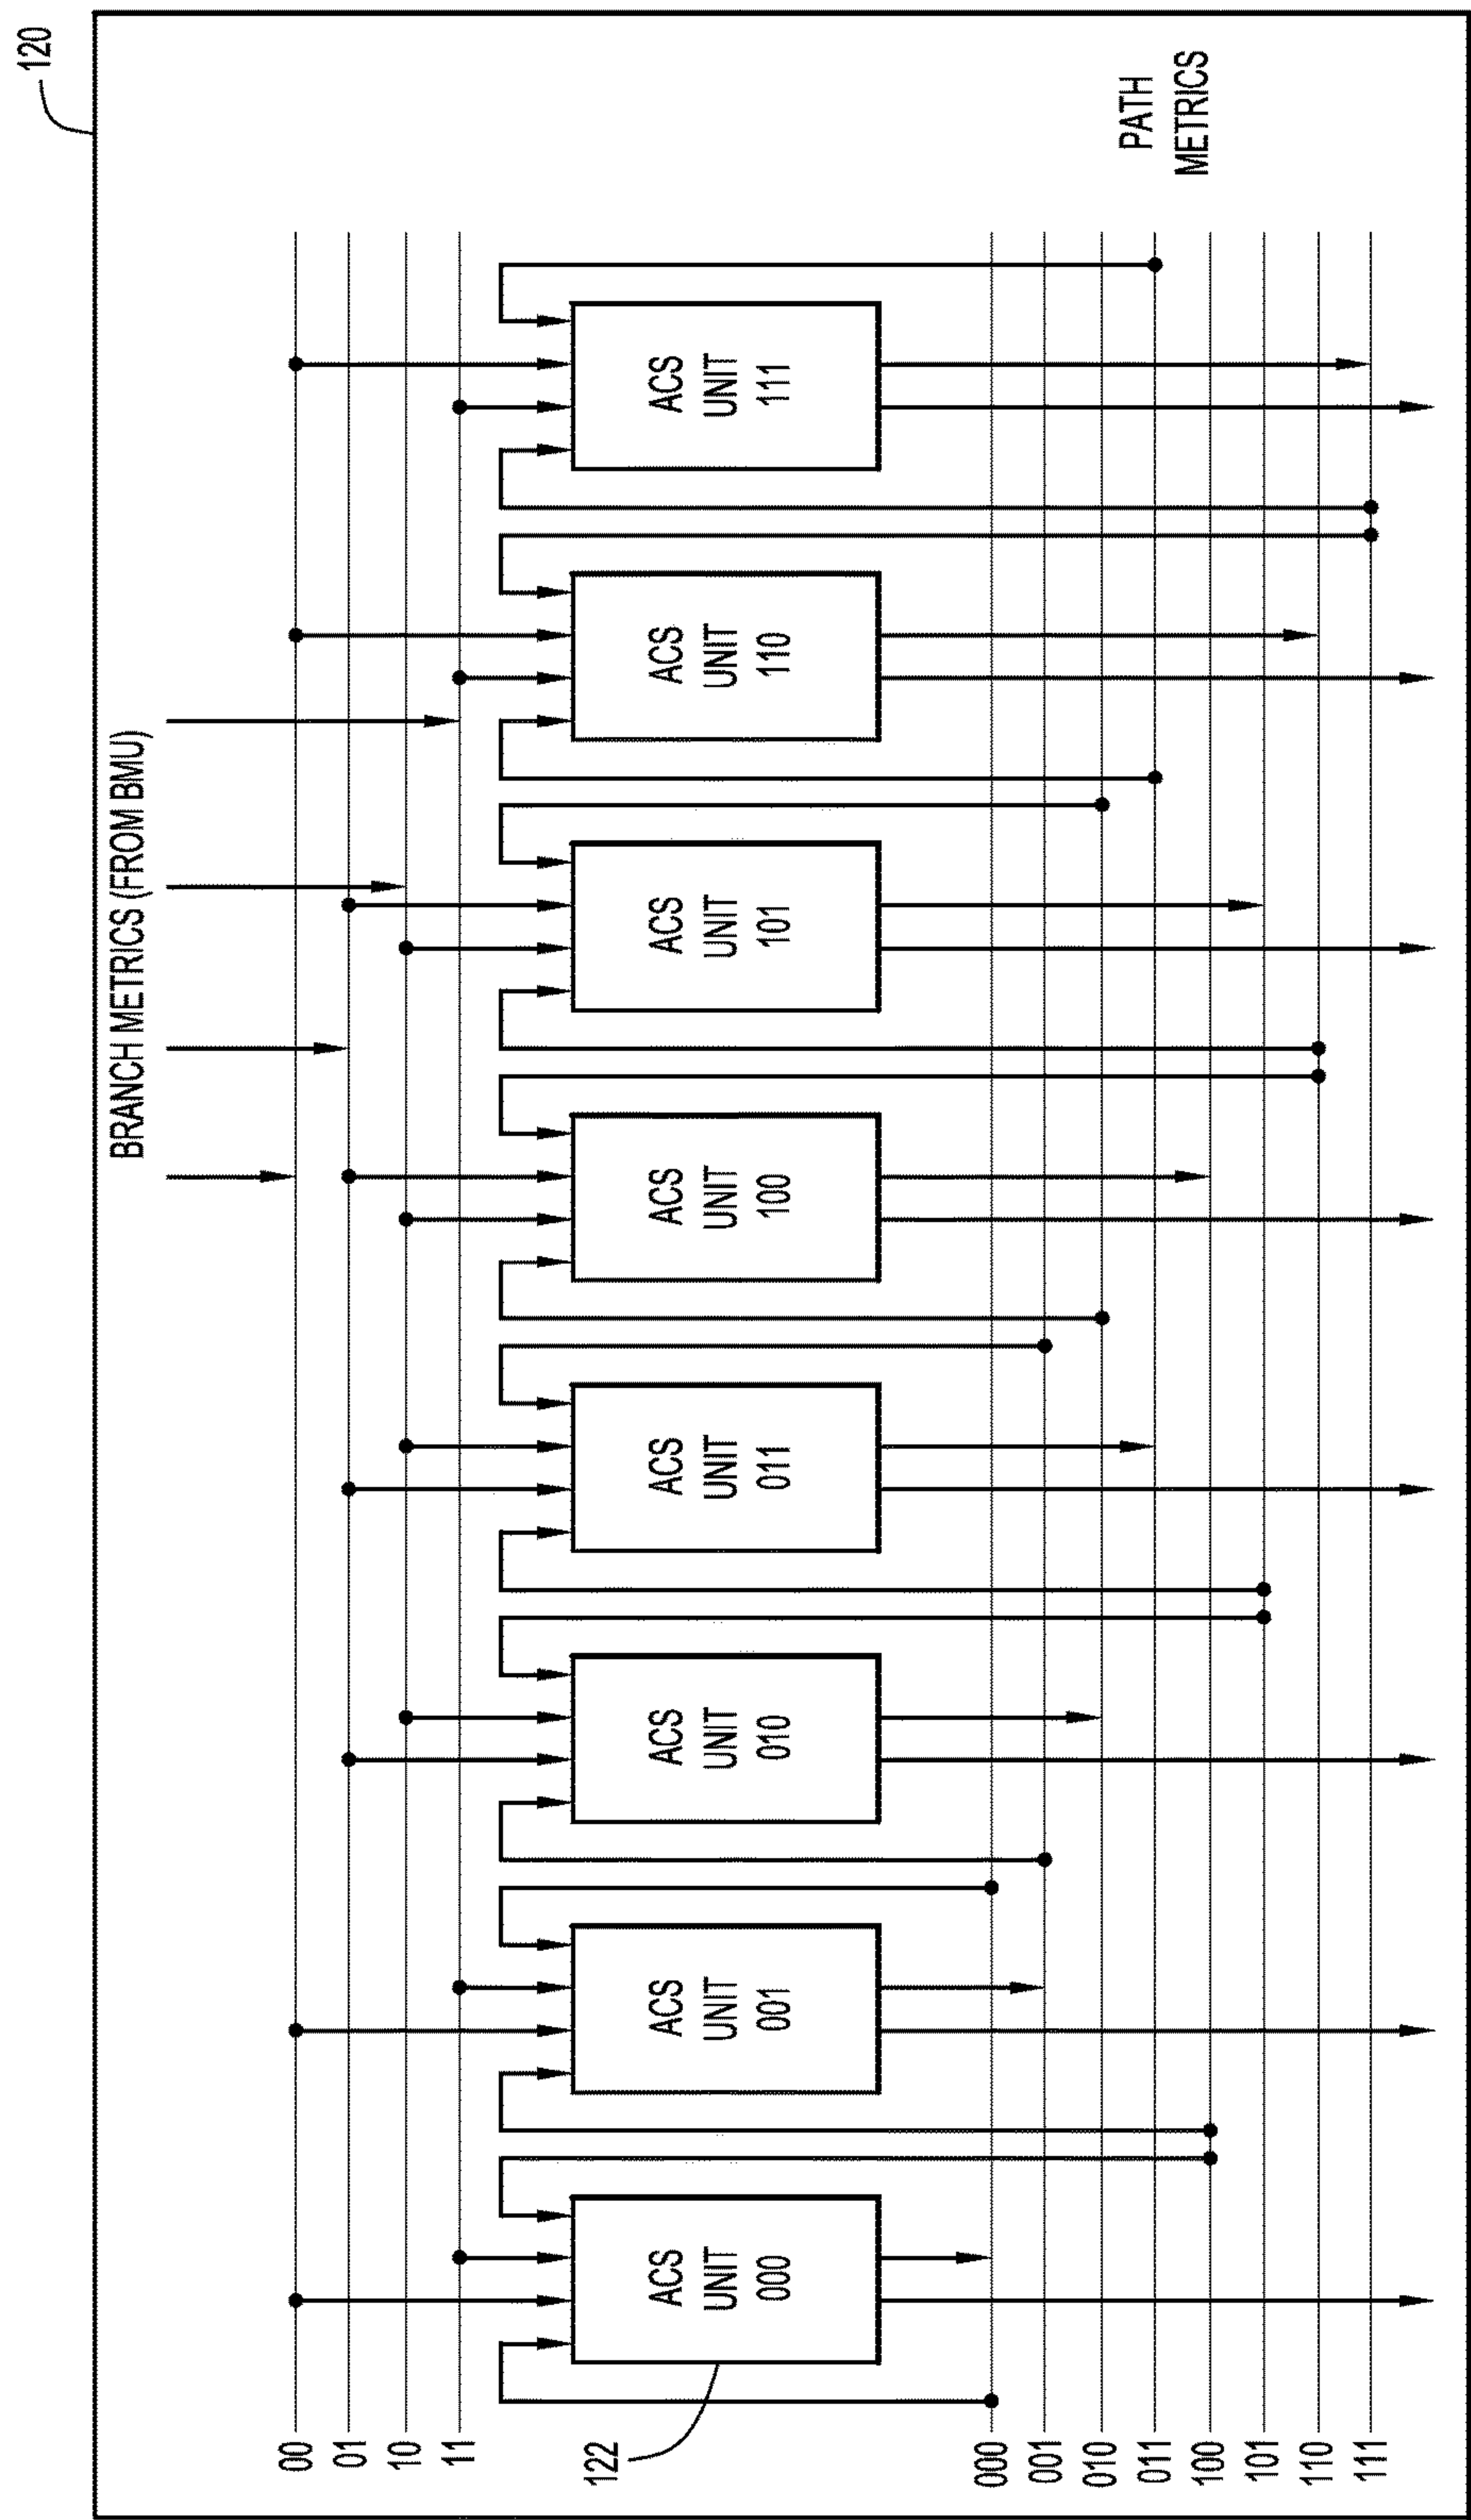 120
BRANCH METRICS (FROM BMU)
00
01
10
11
122
ACS
UNIT
000
ACS
UNIT
001
ACS
UNIT
010
ACS
UNIT
011
ACS
UNIT
100
ACS
UNIT
101
ACS
UNIT
110
ACS
UNIT
111
PATH
METRICS
000
001
010
011
100
101
110
111